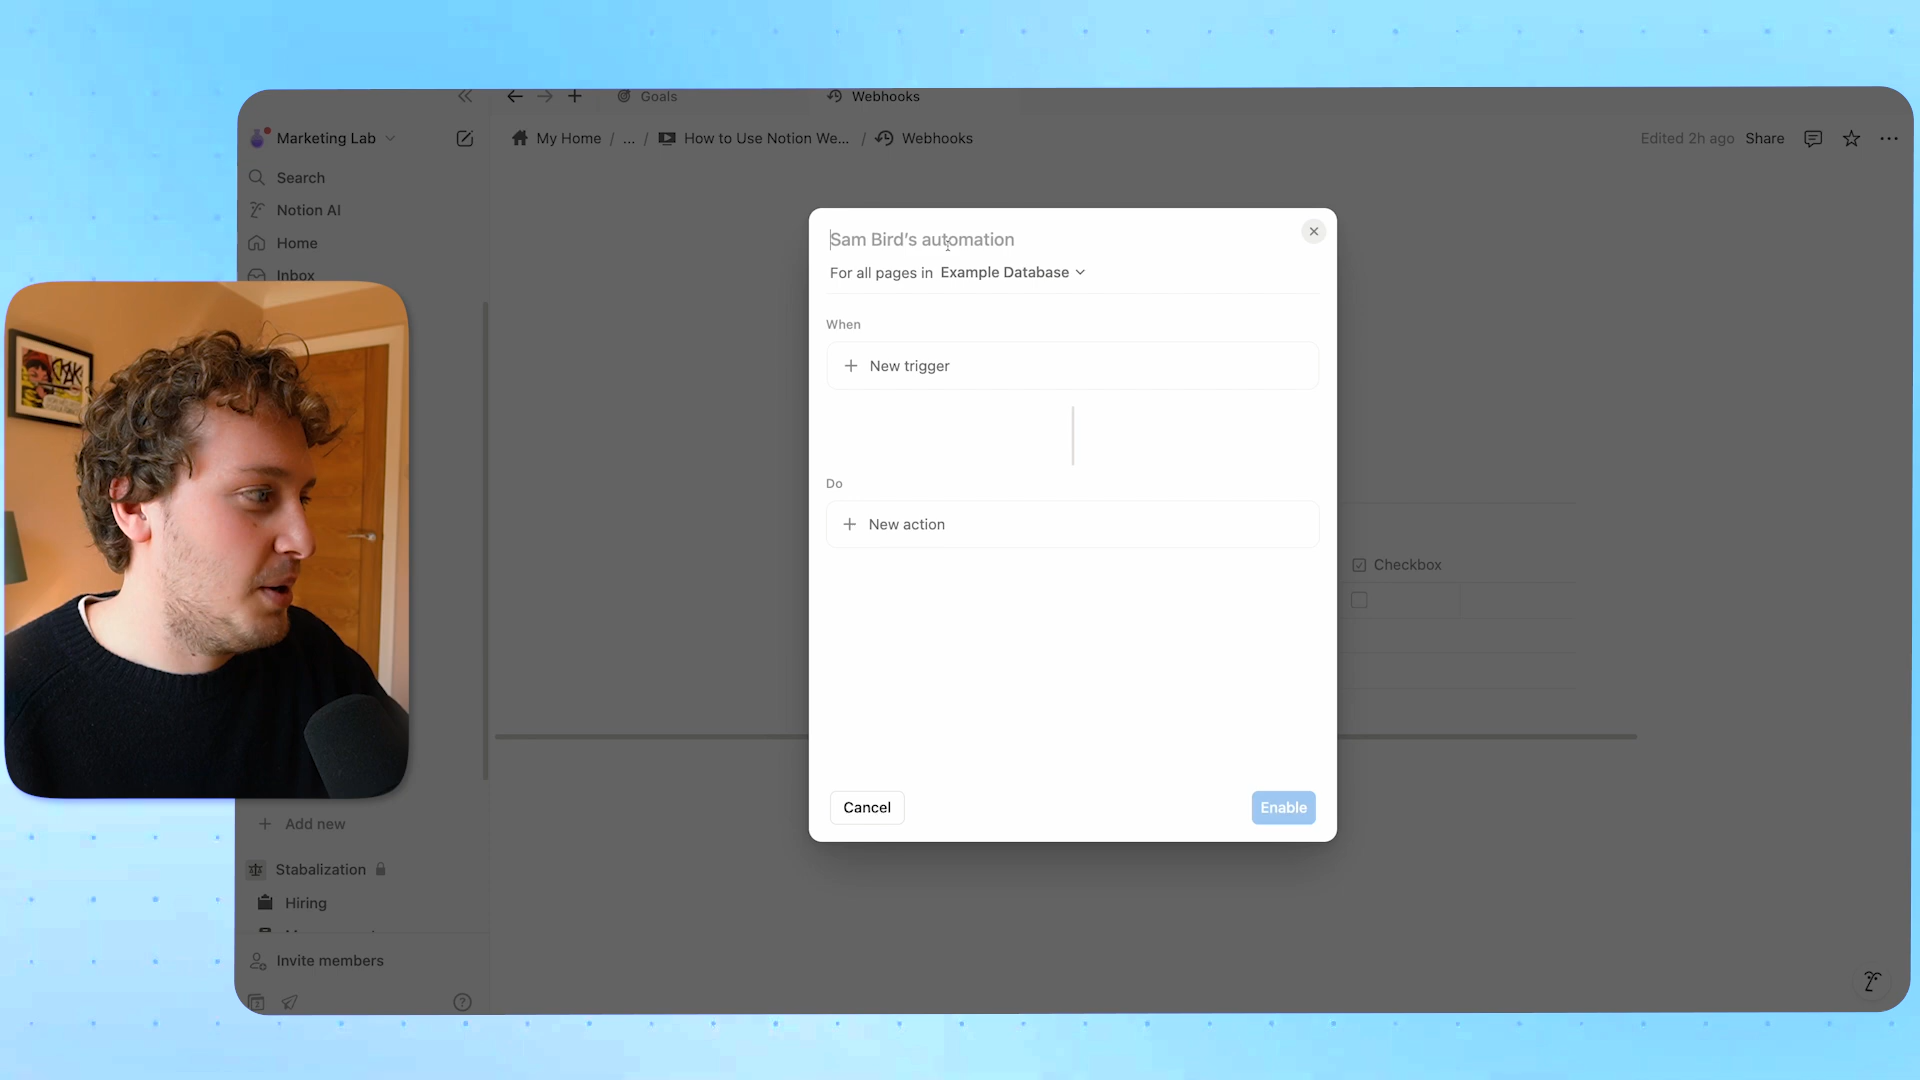 Goals
Webhooks
Marketing Lab
My Home / ... / How to Use Notion We... / Webhooks
Edited 2h ago
Share
Search
Notion AI
Home
Inbox
Sam Bird's automation
For all pages in Example Database
When
New trigger
Do
New action
Checkbox
Cancel
Enable
Add new
Stabalization
Hiring
Invite members